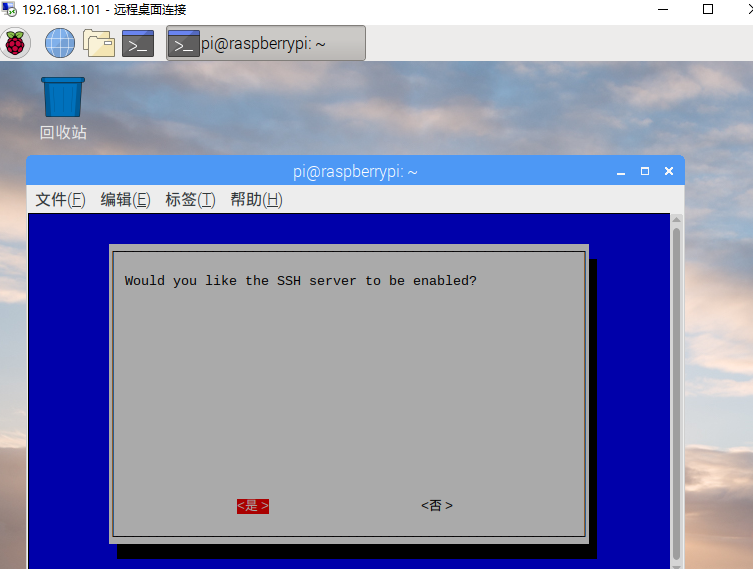 192.168.1.101 - 远程桌面连接
pi@raspberrypi: ~
回收站
pi@raspberrypi: ~
文件(F) 编辑(E) 标签(T) 帮助(H)
Would you like the SSH server to be enabled?
<是> <否>